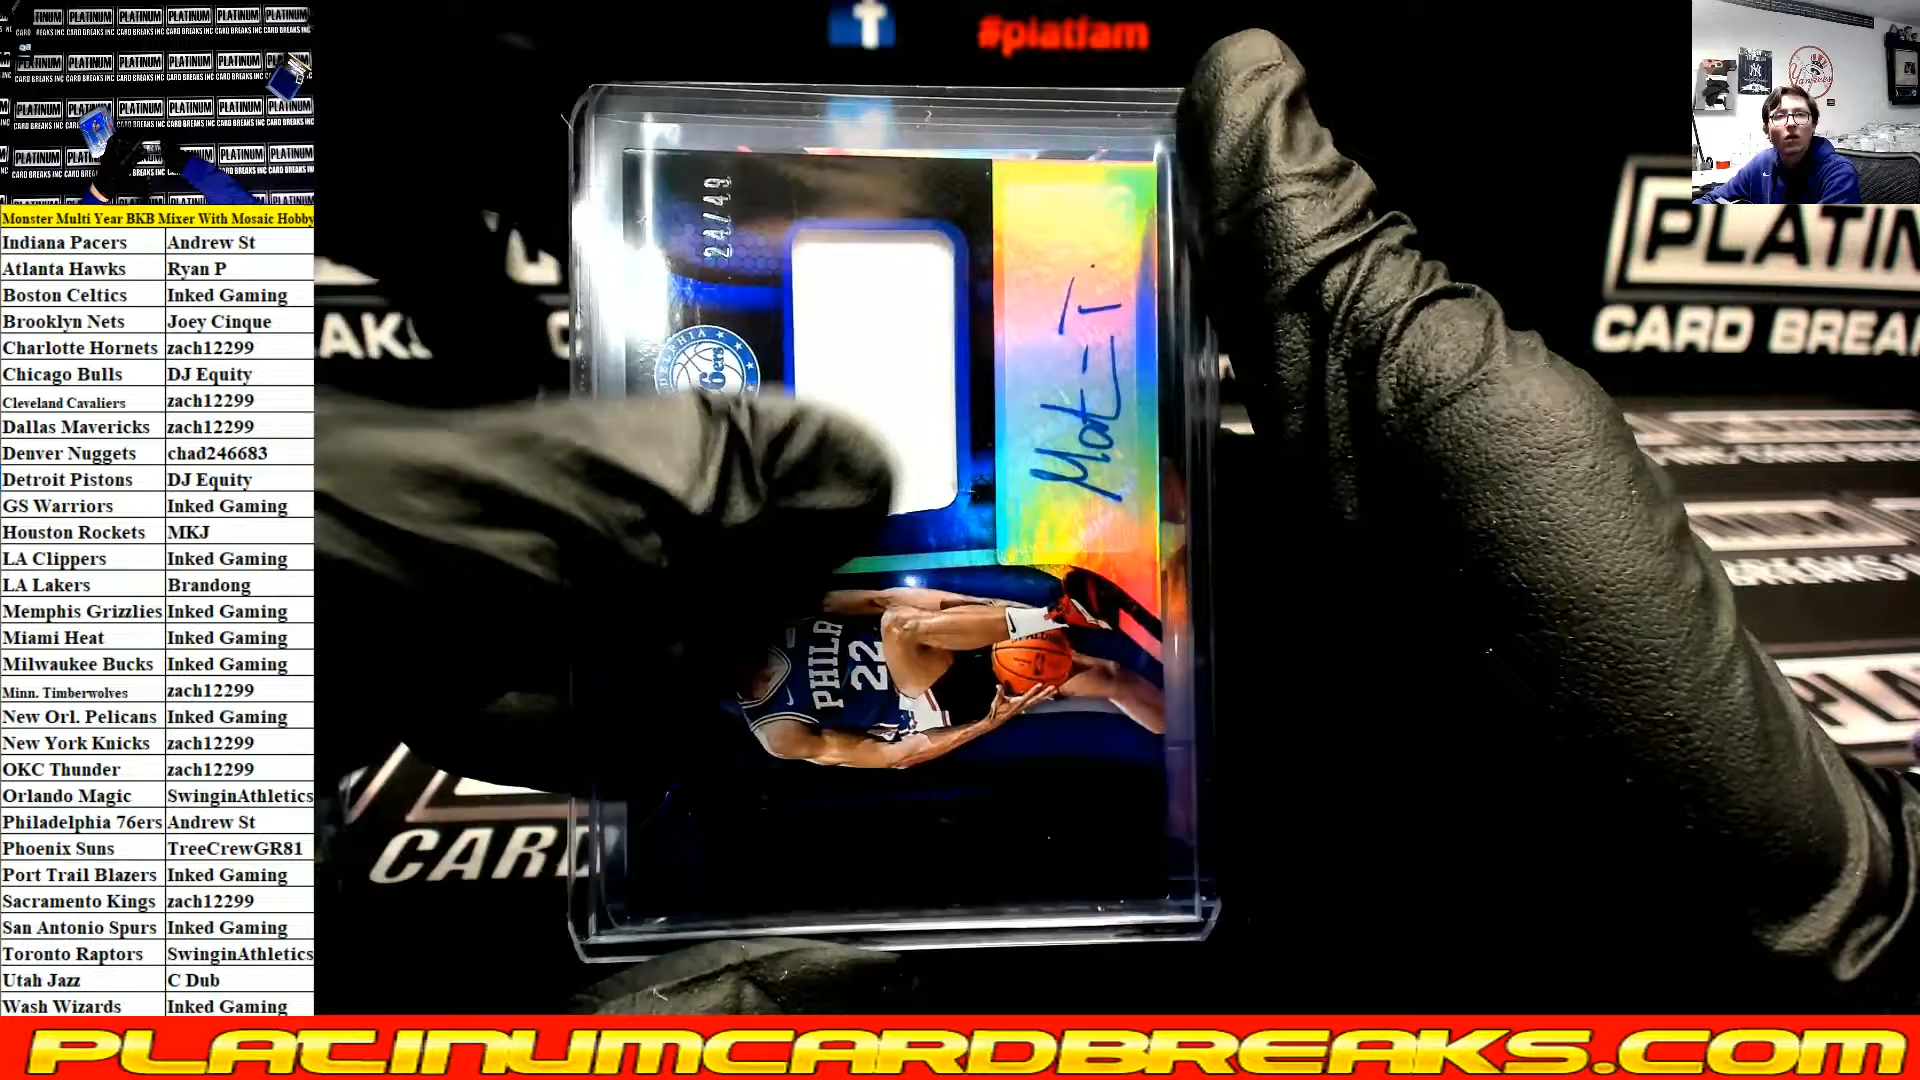 #platfam
Monster Multi Year BKB Mixer With Mosaic Hobby
Indiana Pacers Andrew St
Atlanta Hawks Ryan P
Boston Celtics Inked Gaming
Brooklyn Nets Joey Cinque
Charlotte Hornets zach12299
Chicago Bulls DJ Equity
Cleveland Cavaliers zach12299
Dallas Mavericks zach12299
Denver Nuggets chad246683
Detroit Pistons DJ Equity
GS Warriors Inked Gaming
Houston Rockets MKJ
LA Clippers Inked Gaming
LA Lakers Brandong
Memphis Grizzlies Inked Gaming
Miami Heat Inked Gaming
Milwaukee Bucks Inked Gaming
Minn. Timberwolves zach12299
New Orl. Pelicans Inked Gaming
New York Knicks zach12299
OKC Thunder zach12299
Orlando Magic SwinginAthletics
Philadelphia 76ers Andrew St
Phoenix Suns TreeCrewGR81
Port Trail Blazers Inked Gaming
Sacramento Kings zach12299
San Antonio Spurs Inked Gaming
Toronto Raptors SwinginAthletics
Utah Jazz C Dub
Wash Wizards Inked Gaming
24/49
PHILA
22
PLATIN
CARD BREA
CARD
Yankees
PLATINUM
CARD BREAKS INC
PLATINUMCARDBREAKS.COM